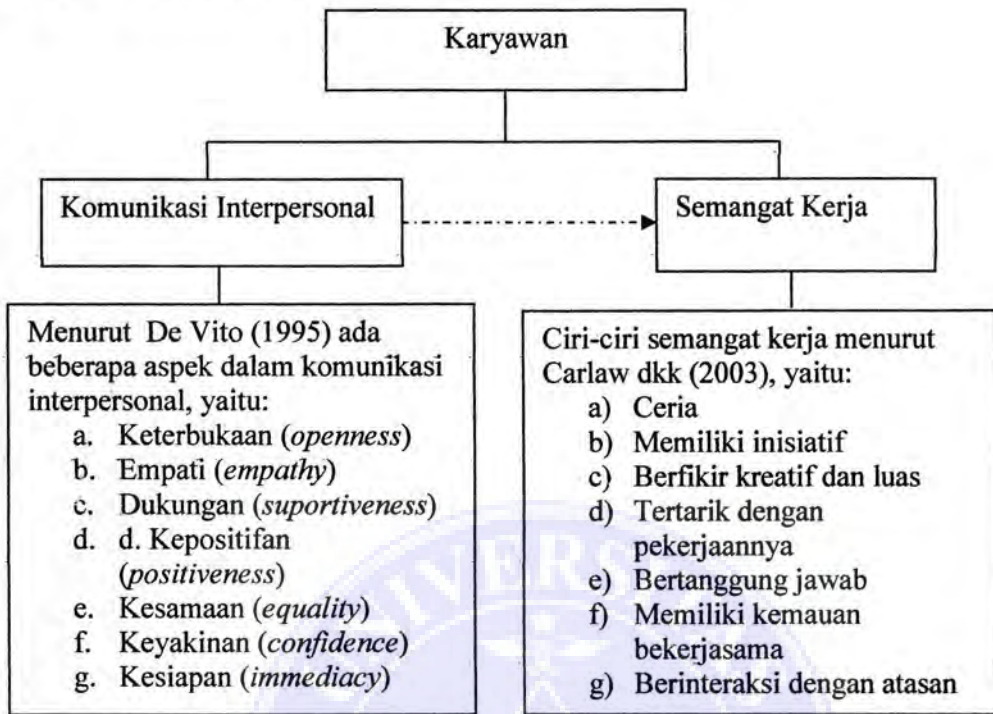 Karyawan
Komunikasi Interpersonal
Semangat Kerja
Menurut De Vito (1995) ada
beberapa aspek dalam komunikasi
interpersonal, yaitu:
a. Keterbukaan (openness)
b. Empati (empathy)
c. Dukungan (suportiveness)
d. d. Kepositifan
(positiveness)
e. Kesamaan (equality)
f. Keyakinan (confidence)
g. Kesiapan (immediacy)
Ciri-ciri semangat kerja menurut
Carlaw dkk (2003), yaitu:
a) Ceria
b) Memiliki inisiatif
c) Berfikir kreatif dan luas
d) Tertarik dengan
pekerjaannya
e) Bertanggung jawab
f) Memiliki kemauan
bekerjasama
g) Berinteraksi dengan atasan